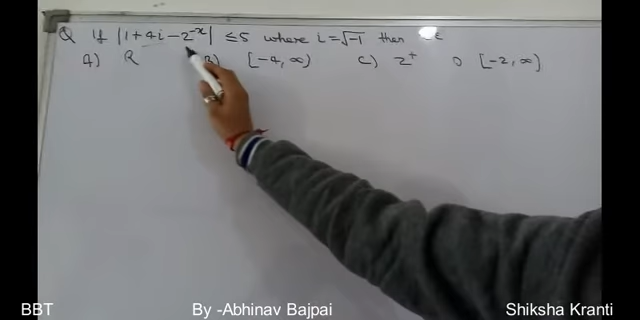 Q If |1+4i-2^{-x}| ≤5 where i=√-1 then x∈
A) R B) [-4, ∞) C) Z⁺ D [-2, ∞)
BBT By -Abhinav Bajpai Shiksha Kranti